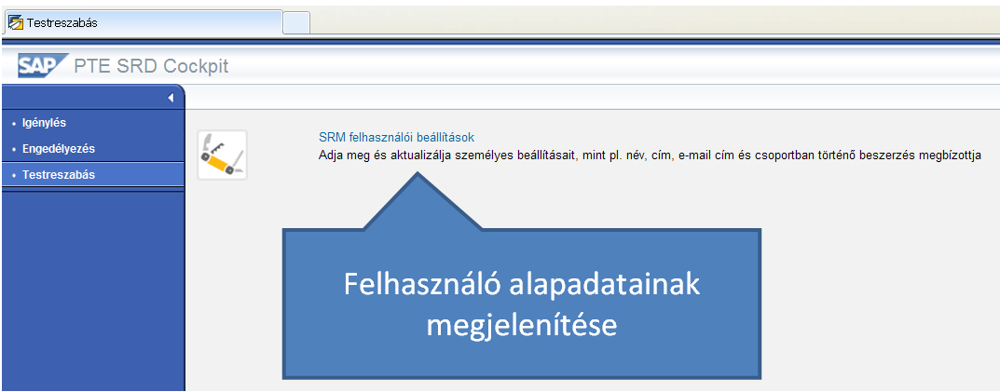 Testreszabás
SAP PTE SRD Cockpit
Igénylés
Engedélyezés
Testreszabás
SRM felhasználói beállítások
Adja meg és aktualizálja személyes beállításait, mint pl. név, cím, e-mail cím és csoportban történő beszerzés megbízottja
Felhasználó alapadatainak
megjelenítése